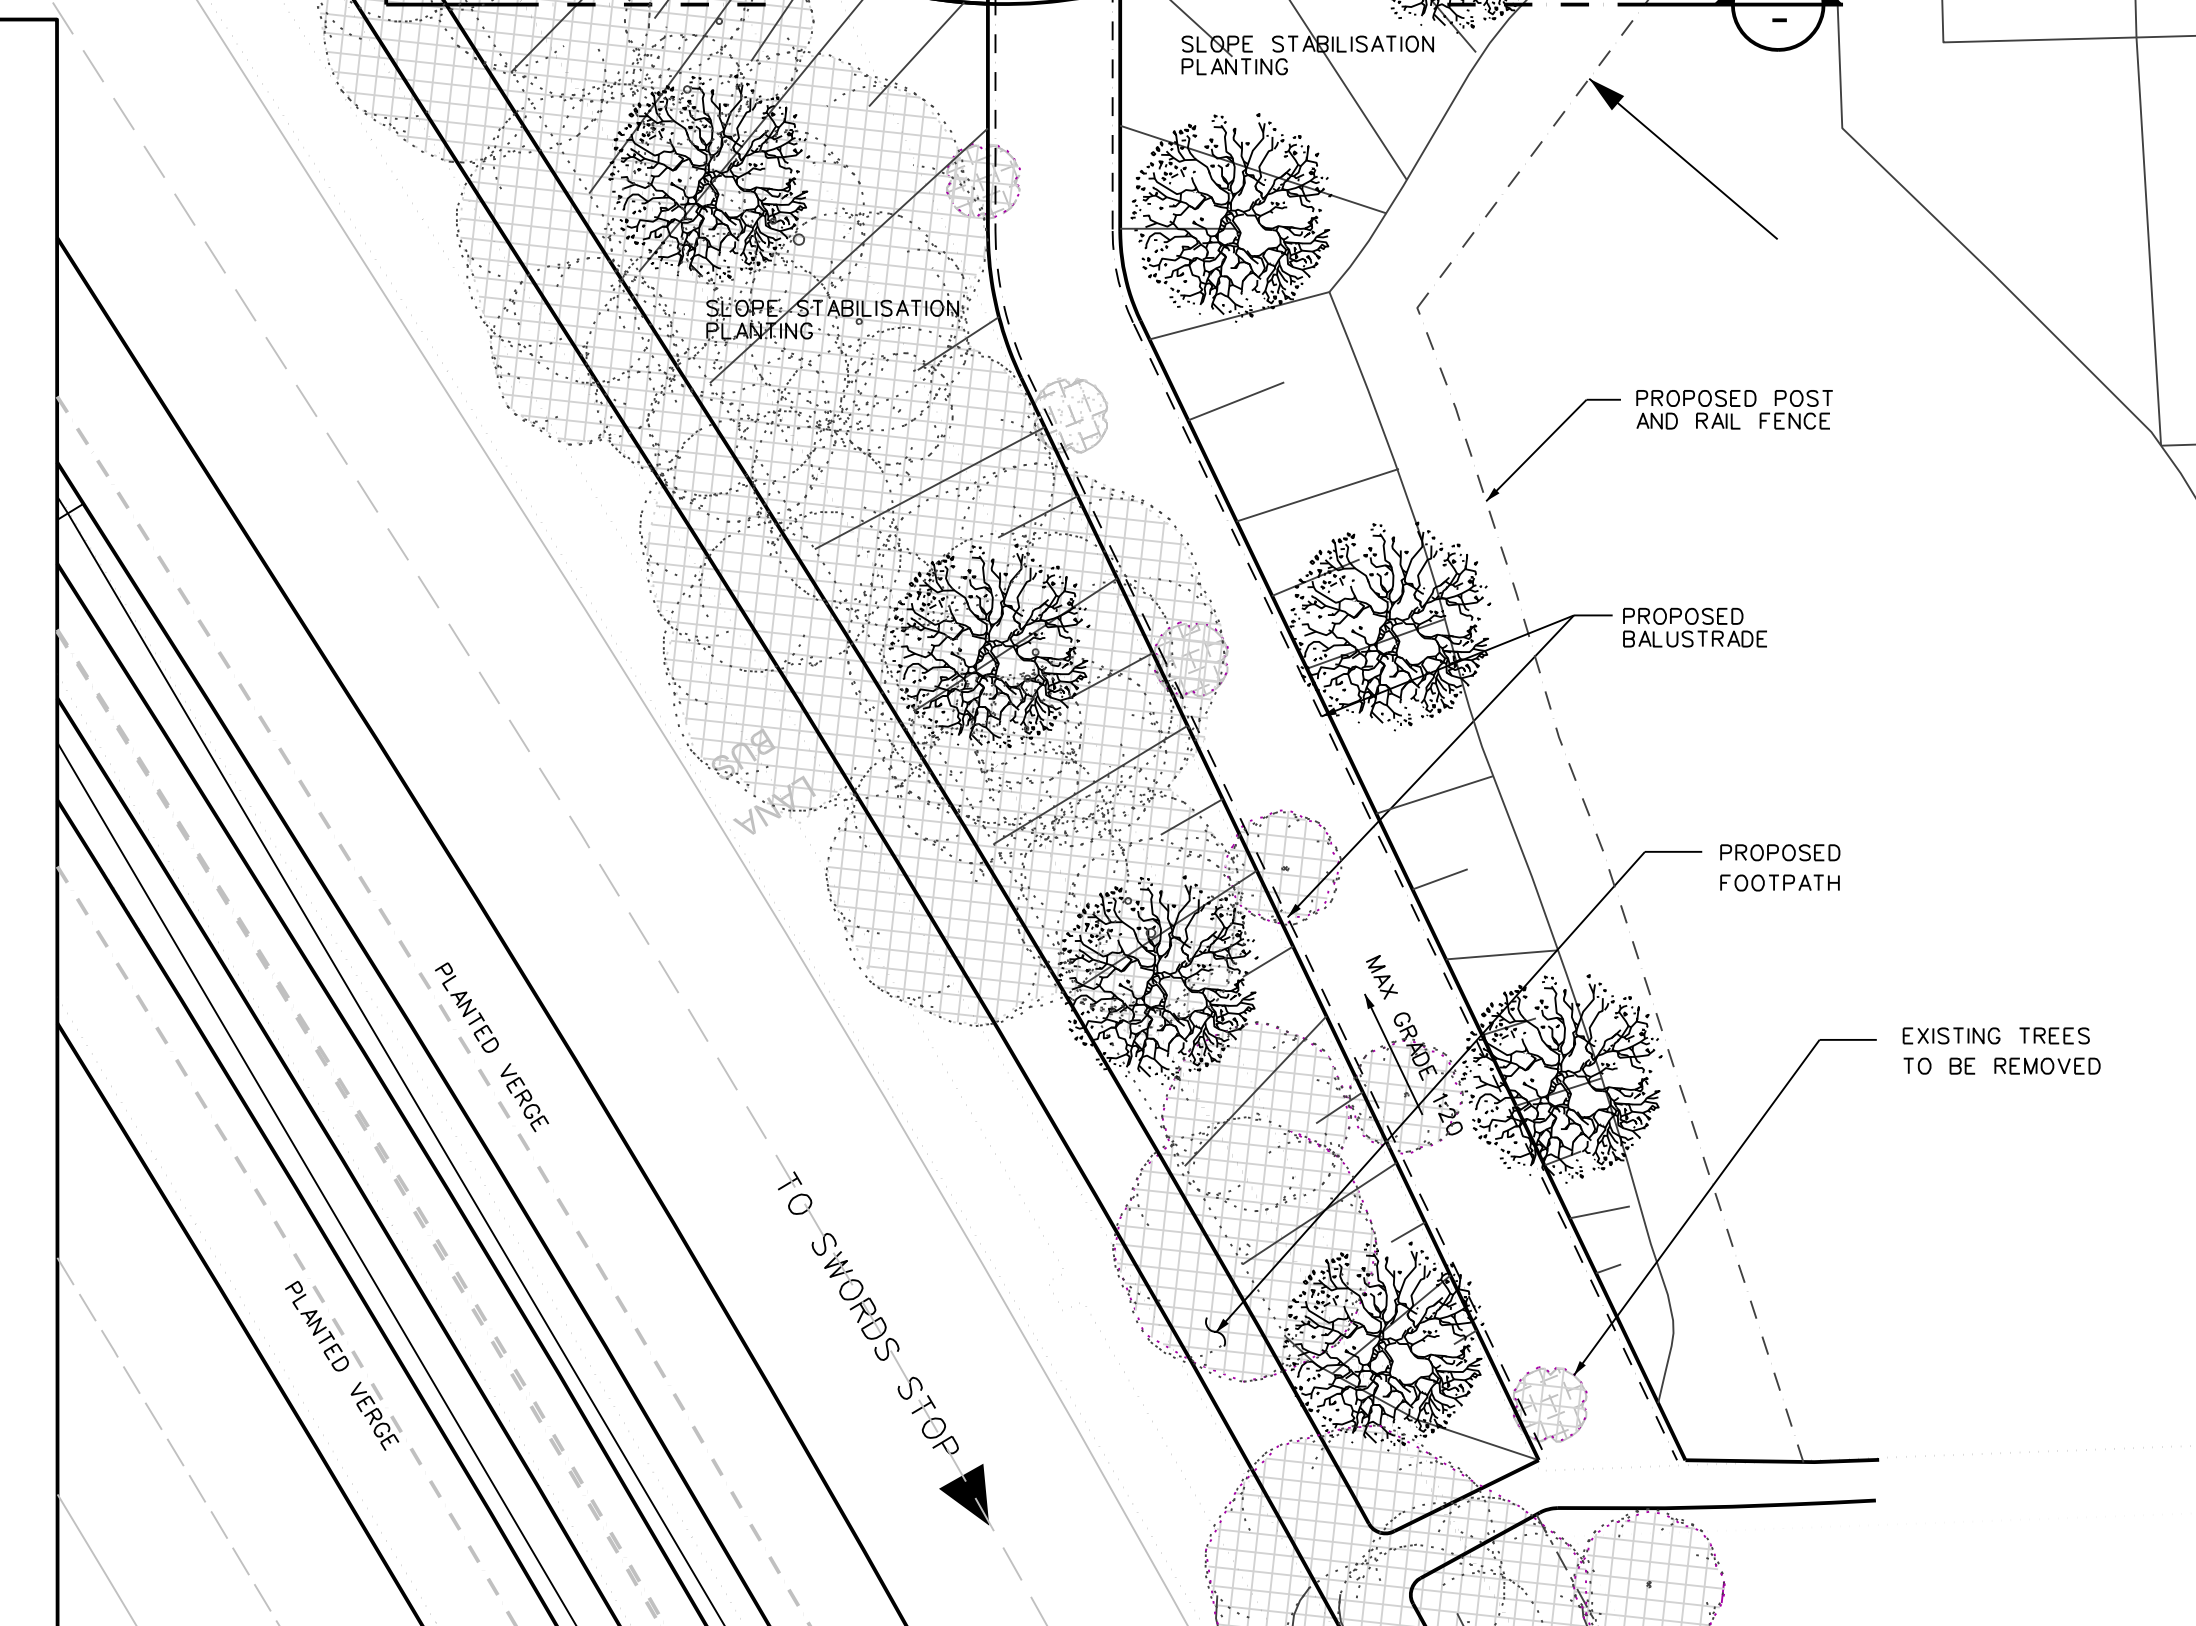 SLOPE STABILISATION
PLANTING
SLOPE STABILISATION
PLANTING
PROPOSED POST
AND RAIL FENCE
PROPOSED
BALUSTRADE
BUS
LANA
PROPOSED
FOOTPATH
MAX GRADE 1:20
EXISTING TREES
TO BE REMOVED
PLANTED VERGE
TO SWORDS STOP
PLANTED VERGE